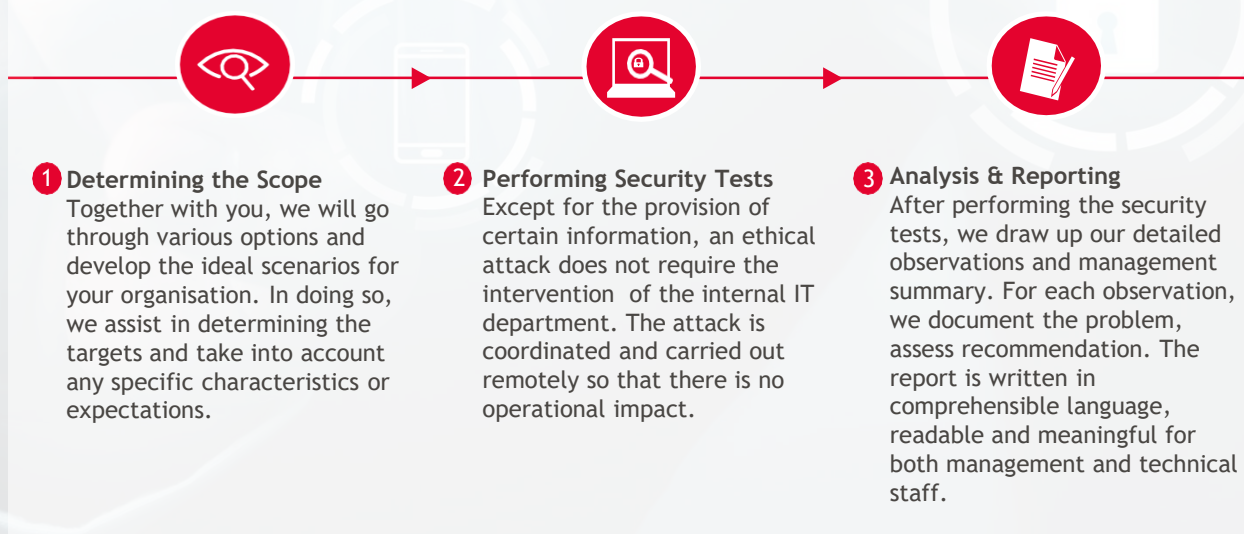 1 Determining the Scope
Together with you, we will go
through various options and
develop the ideal scenarios for
your organisation. In doing so,
we assist in determining the
targets and take into account
any specific characteristics or
expectations.
2 Performing Security Tests
Except for the provision of
certain information, an ethical
attack does not require the
intervention  of the internal IT
department. The attack is
coordinated and carried out
remotely so that there is no
operational impact.
3 Analysis & Reporting
After performing the security
tests, we draw up our detailed
observations and management
summary. For each observation,
we document the problem,
assess recommendation. The
report is written in
comprehensible language,
readable and meaningful for
both management and technical
staff.